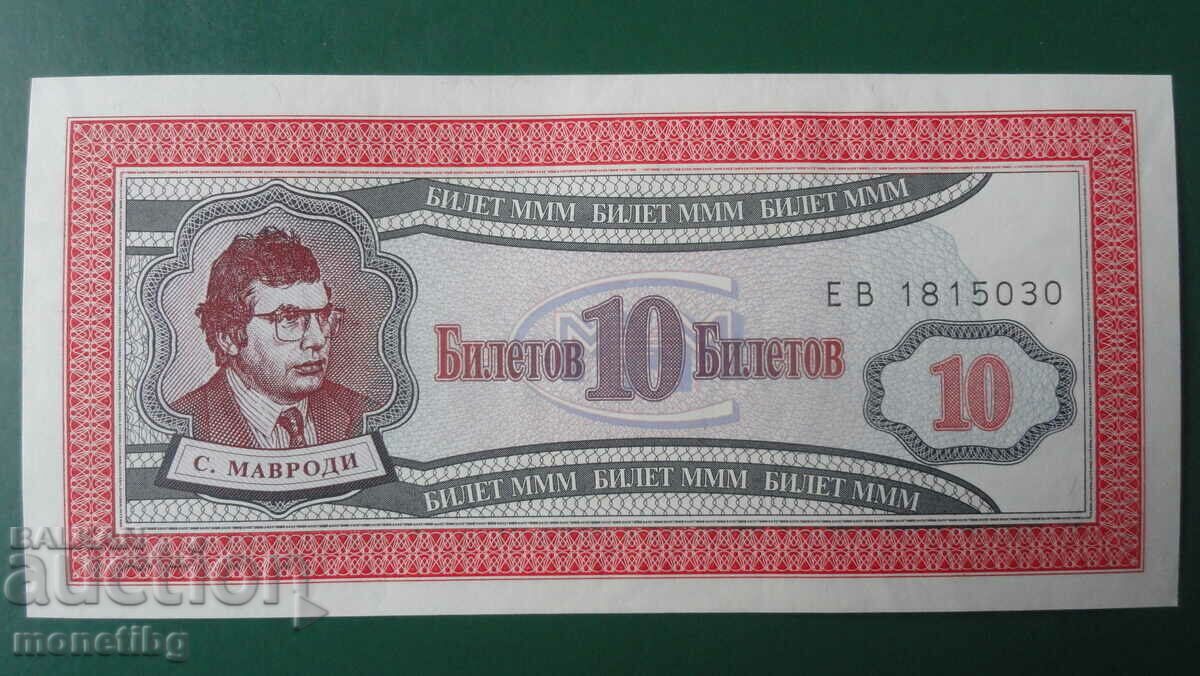 БИЛЕТ МММ БИЛЕТ МММ БИЛЕТ МММ
ЕВ 1815030
Билетов 10 Билетов
МММ
10
С. МАВРОДИ
БИЛЕТ МММ БИЛЕТ МММ БИЛЕТ МММ
BALKAN
auction
monetibg